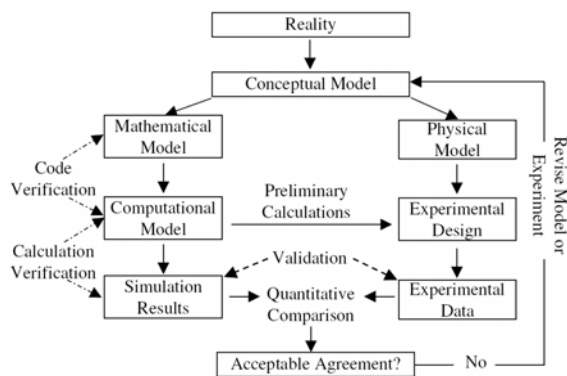 Reality
Conceptual Model
Mathematical
Model
Physical
Model
Code
Verification
Preliminary
Calculations
Computational
Model
Experimental
Design
Calculation
Verification
Validation
Simulation
Results
Quantitative
Comparison
Experimental
Data
Acceptable Agreement?
No
Revise Model or
Experiment